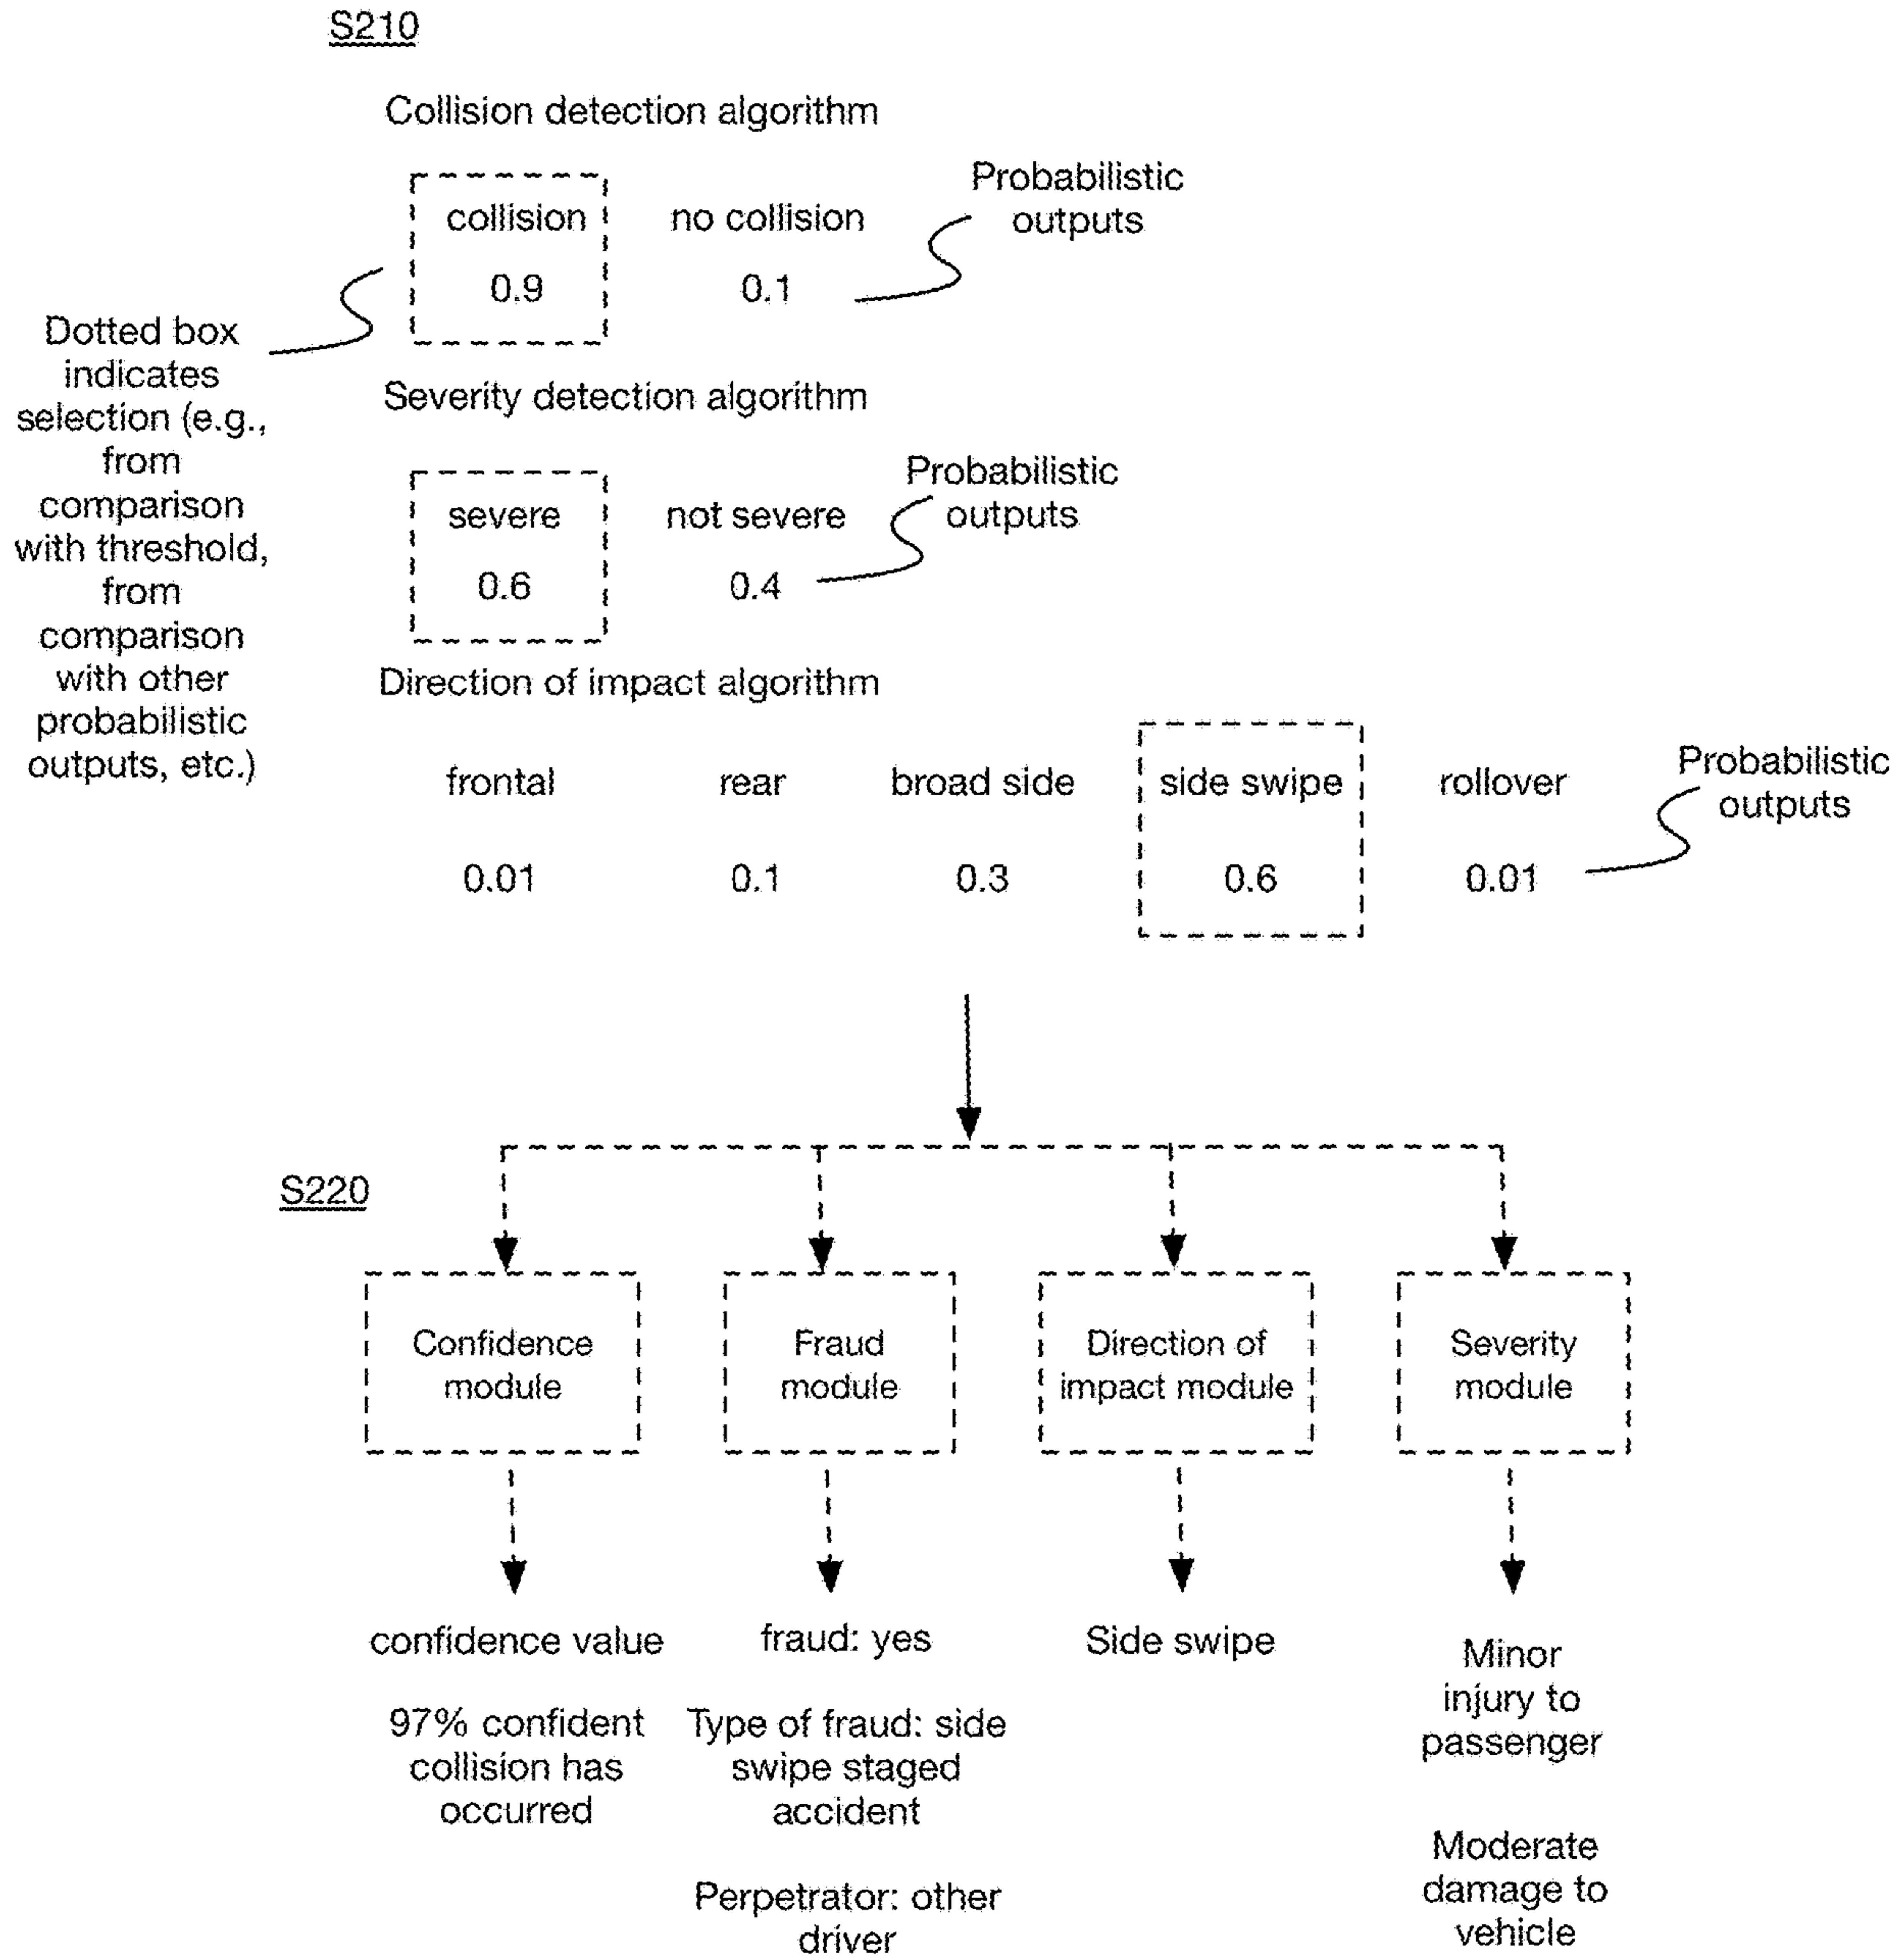 S210
Collision detection algorithm
collision
no collision
0.9
0.1
Probabilistic
outputs
Dotted box
indicates
selection (e.g.,
from
comparison
with threshold,
from
comparison
with other
probabilistic
outputs, etc.)
Severity detection algorithm
severe
not severe
0.6
0.4
Probabilistic
outputs
Direction of impact algorithm
frontal
rear
broad side
side swipe
rollover
0.01
0.1
0.3
0.6
0.01
Probabilistic
outputs
S220
Confidence
module
Fraud
module
Direction of
impact module
Severity
module
confidence value
97% confident
collision has
occurred
fraud: yes
Type of fraud: side
swipe staged
accident
Perpetrator: other
driver
Side swipe
Minor
injury to
passenger
Moderate
damage to
vehicle